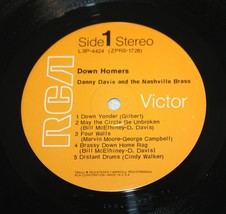 Side 1 Stereo
L3P-4424 (ZPRS-1728)
Down Homers
Danny Davis and the Nashville Brass
RCA
Victor
1 Down Yonder (Gilbert)
2 May the Circle Be Unbroken
(Bill McElhiney-D. Davis)
3 Four Walls
(Marvin Moore-George Campbell)
4 Brassy Down Home Rag
(Bill McElhiney-D. Davis)
5 Distant Drums (Cindy Walker)